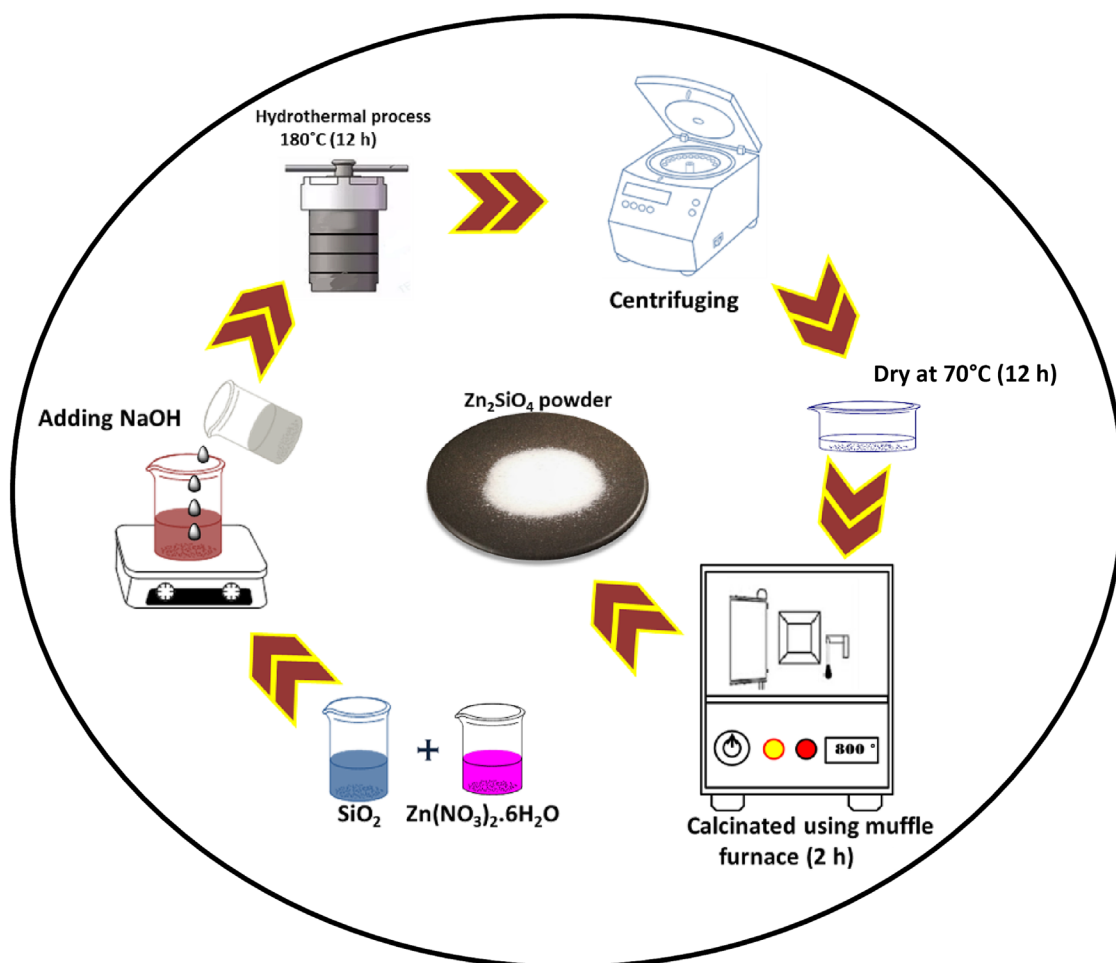 Hydrothermal process
180°C (12 h)
Centrifuging
Dry at 70°C (12 h)
Adding NaOH
Zn₂SiO₄ powder
800 °
SiO₂
+
Zn(NO₃)₂.6H₂O
Calcinated using muffle
furnace (2 h)